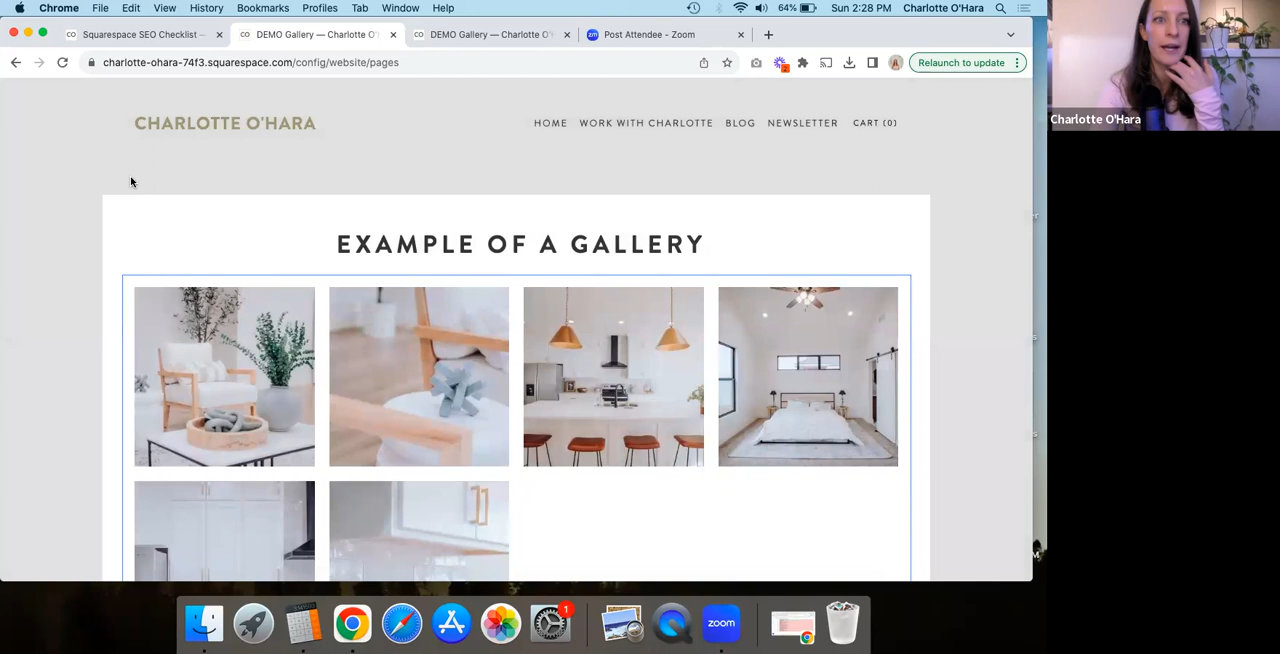 Chrome File Edit View History Bookmarks Profiles Tab Window Help 64% Sun 2:28 PM Charlotte O'Hara
Squarespace SEO Checklist — DEMO Gallery — Charlotte O' DEMO Gallery — Charlotte O' Post Attendee - Zoom
charlotte-ohara-74f3.squarespace.com/config/website/pages 2 Relaunch to update
Charlotte O'Hara
CHARLOTTE O'HARA HOME WORK WITH CHARLOTTE BLOG NEWSLETTER CART (0)
EXAMPLE OF A GALLERY
1
zoom